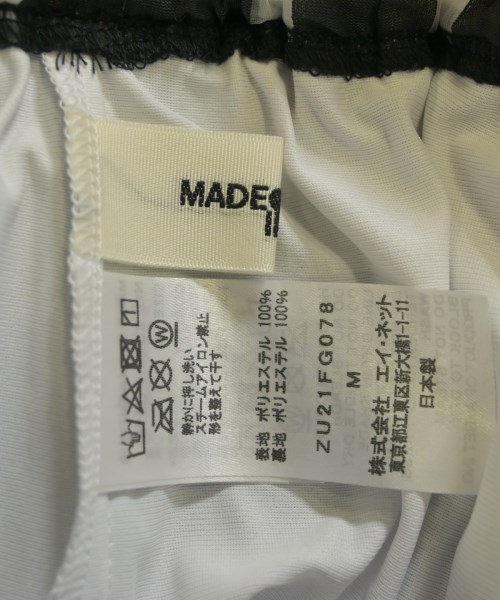 MADE
静かに押し洗い
スチームアイロン禁止
形を整えて干す
表地 ポリエステル 100%
裏地 ポリエステル 100%
ZU21FG078
M
株式会社 エイ・ネット
東京都江東区新大橋1-1-11
日本製